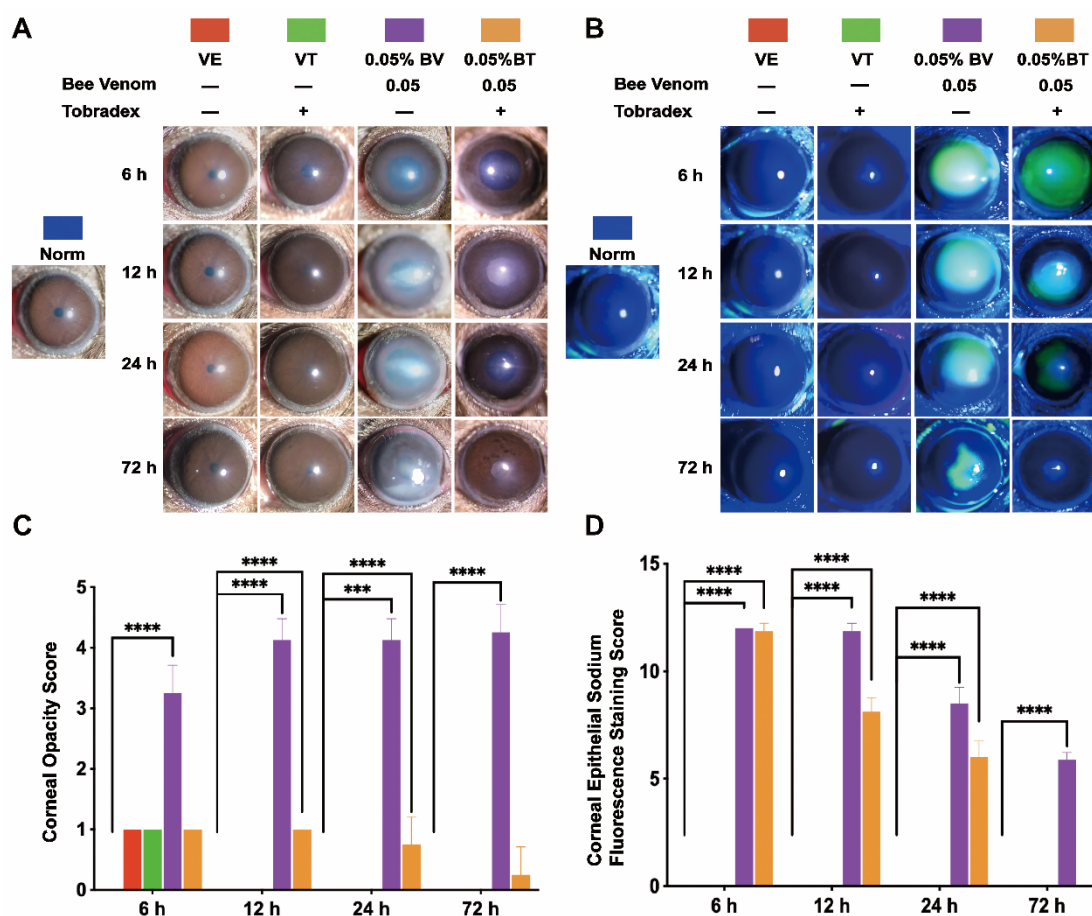 A
VE VT 0.05% BV 0.05%BT
Bee Venom — — 0.05 0.05
Tobradex — + — +
6 h
Norm
12 h
24 h
72 h
B
VE VT 0.05% BV 0.05%BT
Bee Venom — — 0.05 0.05
Tobradex — + — +
6 h
Norm
12 h
24 h
72 h
C
Corneal Opacity Score
5
4
3
2
1
0
**** **** **** **** *** ****
6 h 12 h 24 h 72 h
D
Corneal Epithelial Sodium
Fluorescence Staining Score
15
10
5
0
**** **** **** **** **** **** ****
6 h 12 h 24 h 72 h